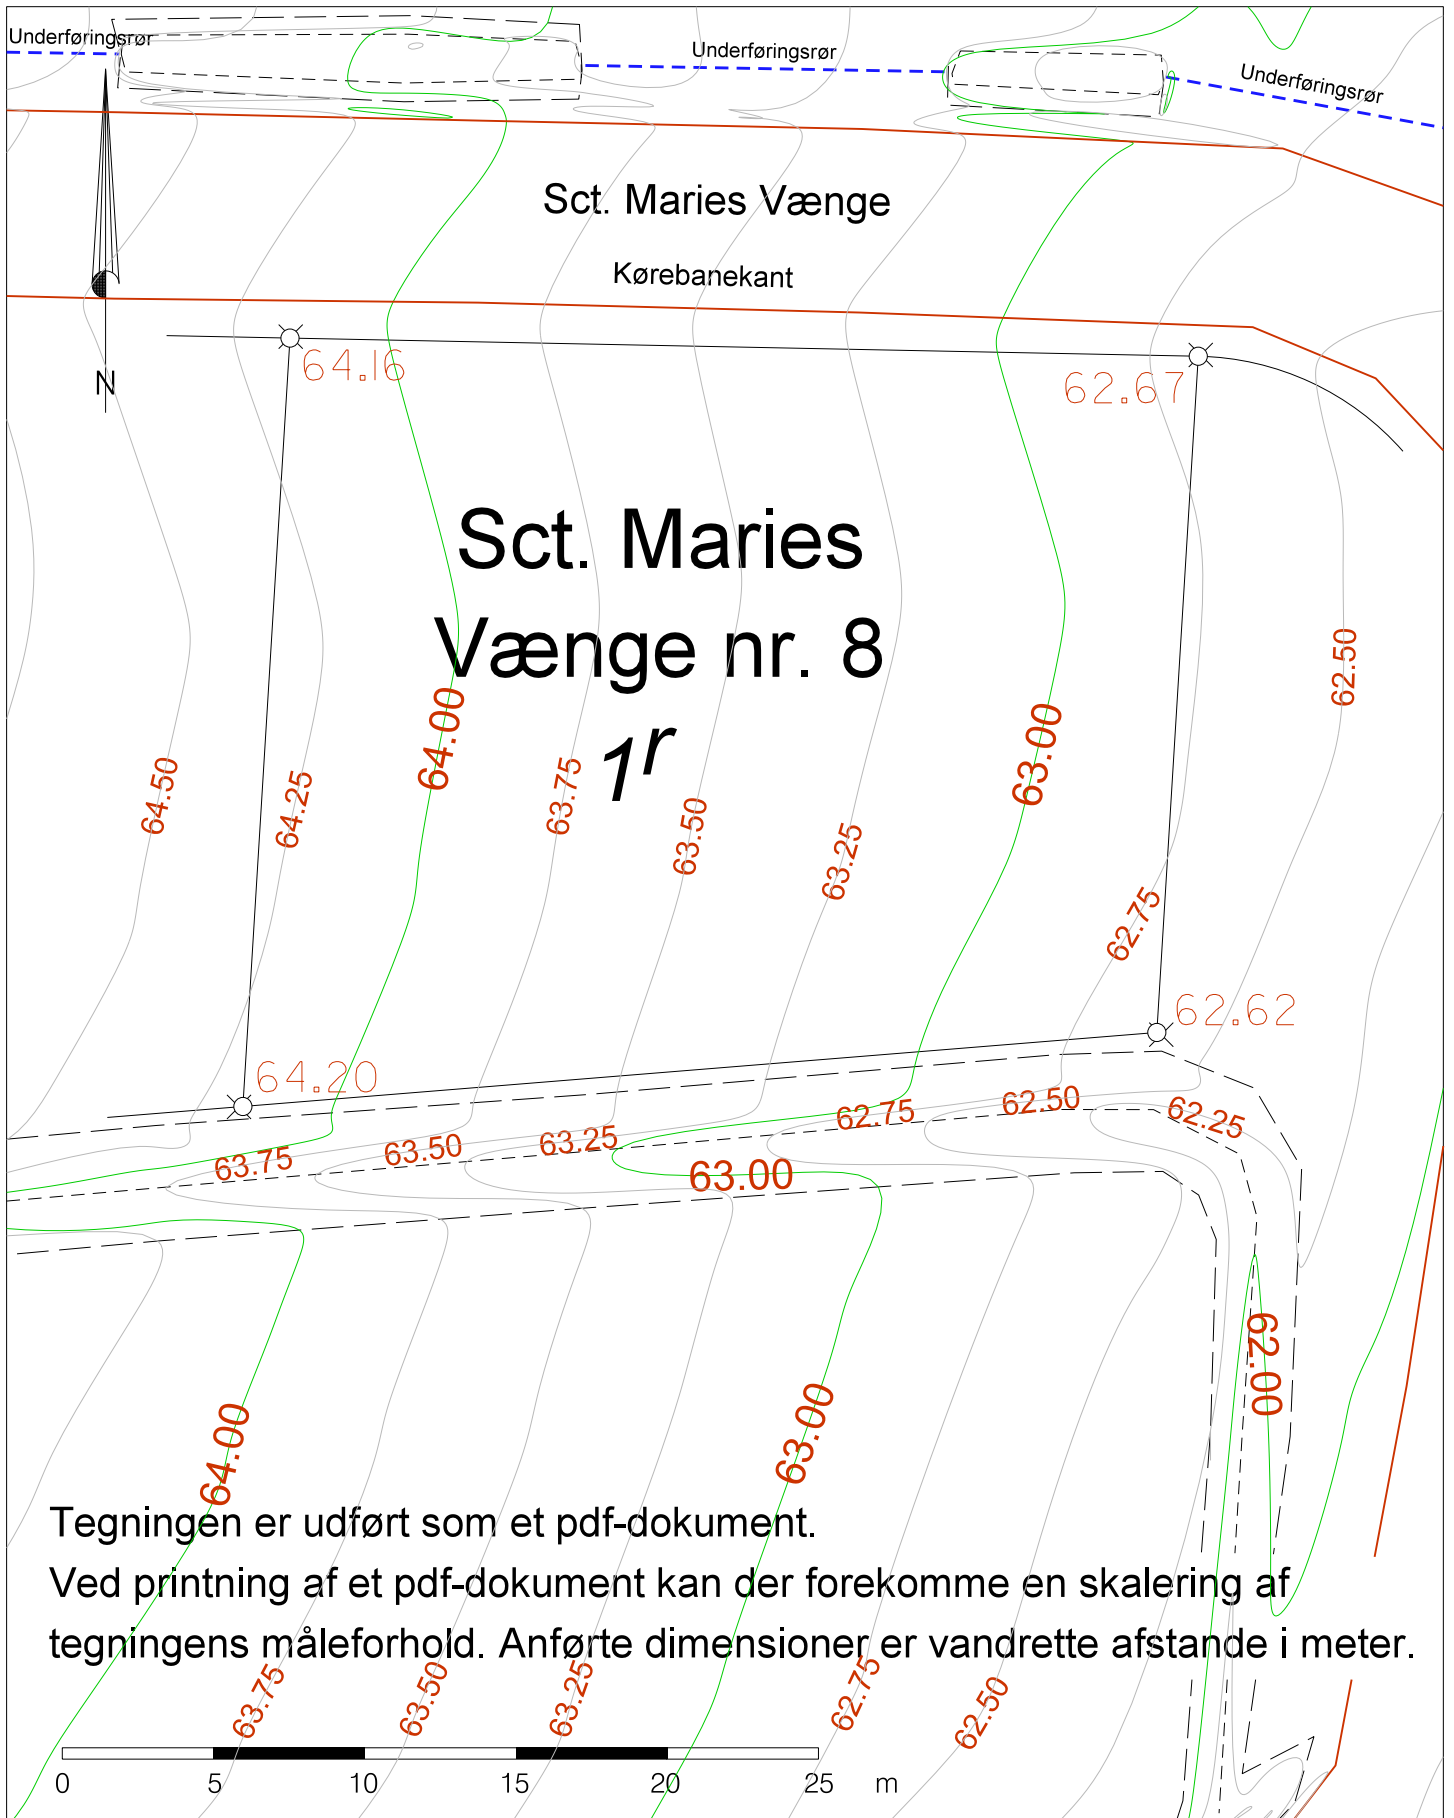 Underføringsrør
Underføringsrør
Underføringsrør
Sct. Maries Vænge
Kørebanekant
N
64.16
62.67
Sct. Maries
Vænge nr. 8
1r
64.50
64.25
64.00
63.75
63.50
63.25
63.00
62.75
62.50
62.62
64.20
63.75
63.50
63.25
63.00
62.75
62.50
62.25
62.00
64.00
63.00
Tegningen er udført som et pdf-dokument.
Ved printning af et pdf-dokument kan der forekomme en skalering af
tegningens måleforhold. Anførte dimensioner er vandrette afstande i meter.
63.75
63.50
63.25
62.75
62.50
0 5 10 15 20 25 m